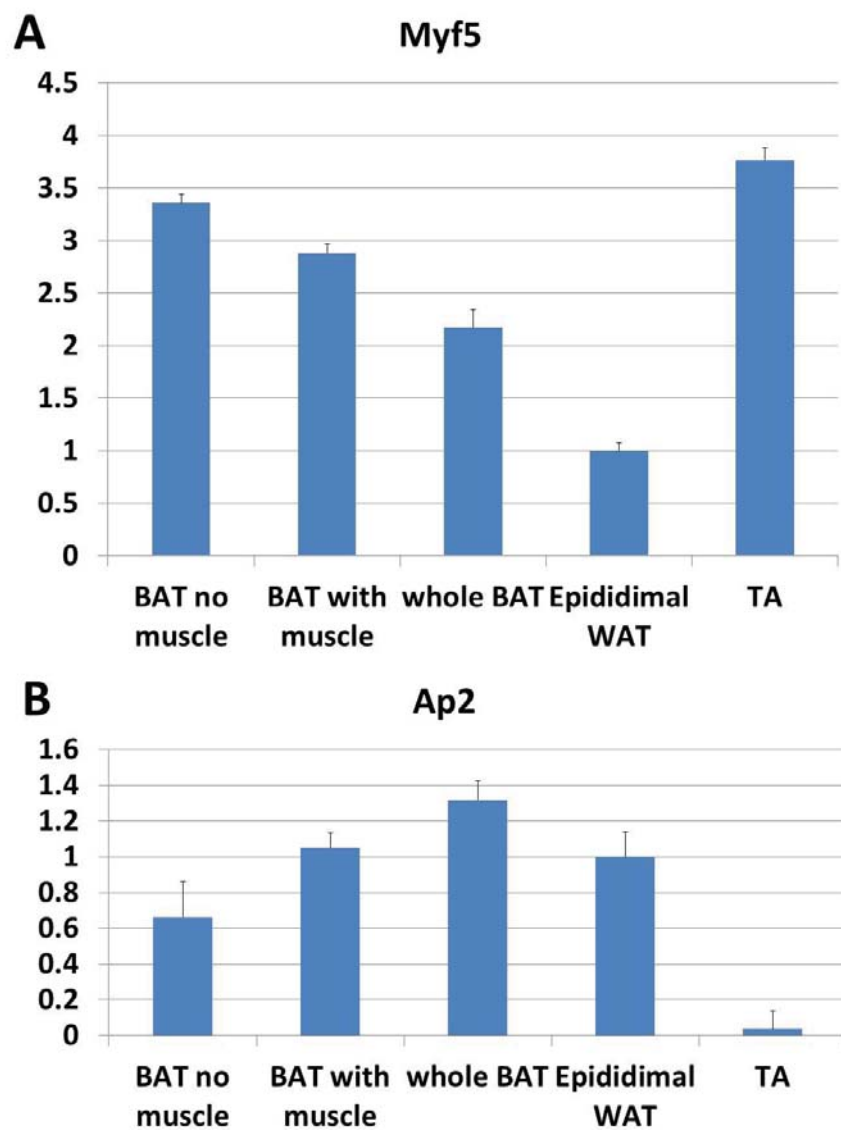 A
Myf5
4.5
4
3.5
3
2.5
2
1.5
1
0.5
0
BAT no muscle
BAT with muscle
whole BAT
Epididimal WAT
TA
B
Ap2
1.6
1.4
1.2
1
0.8
0.6
0.4
0.2
0
BAT no muscle
BAT with muscle
whole BAT
Epididimal WAT
TA